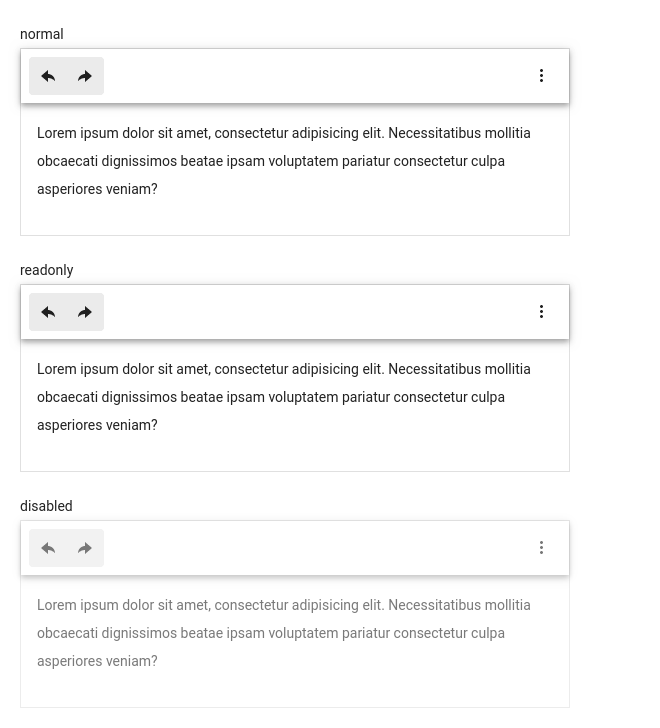 normal
Lorem ipsum dolor sit amet, consectetur adipisicing elit. Necessitatibus mollitia
obcaecati dignissimos beatae ipsam voluptatem pariatur consectetur culpa
asperiores veniam?
readonly
Lorem ipsum dolor sit amet, consectetur adipisicing elit. Necessitatibus mollitia
obcaecati dignissimos beatae ipsam voluptatem pariatur consectetur culpa
asperiores veniam?
disabled
Lorem ipsum dolor sit amet, consectetur adipisicing elit. Necessitatibus mollitia
obcaecati dignissimos beatae ipsam voluptatem pariatur consectetur culpa
asperiores veniam?